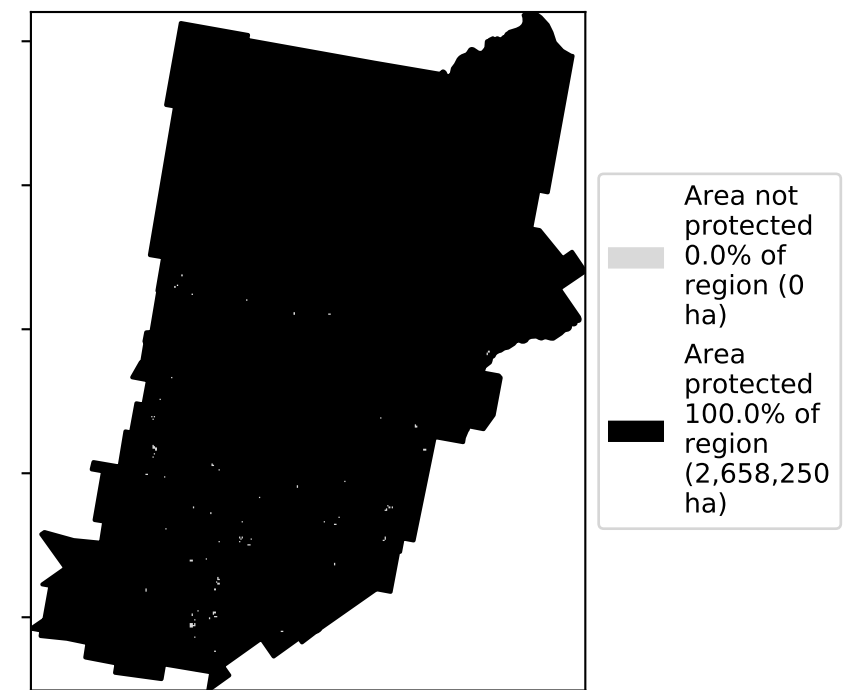 Area not
protected
0.0% of
region (0
ha)
Area
protected
100.0% of
region
(2,658,250
ha)